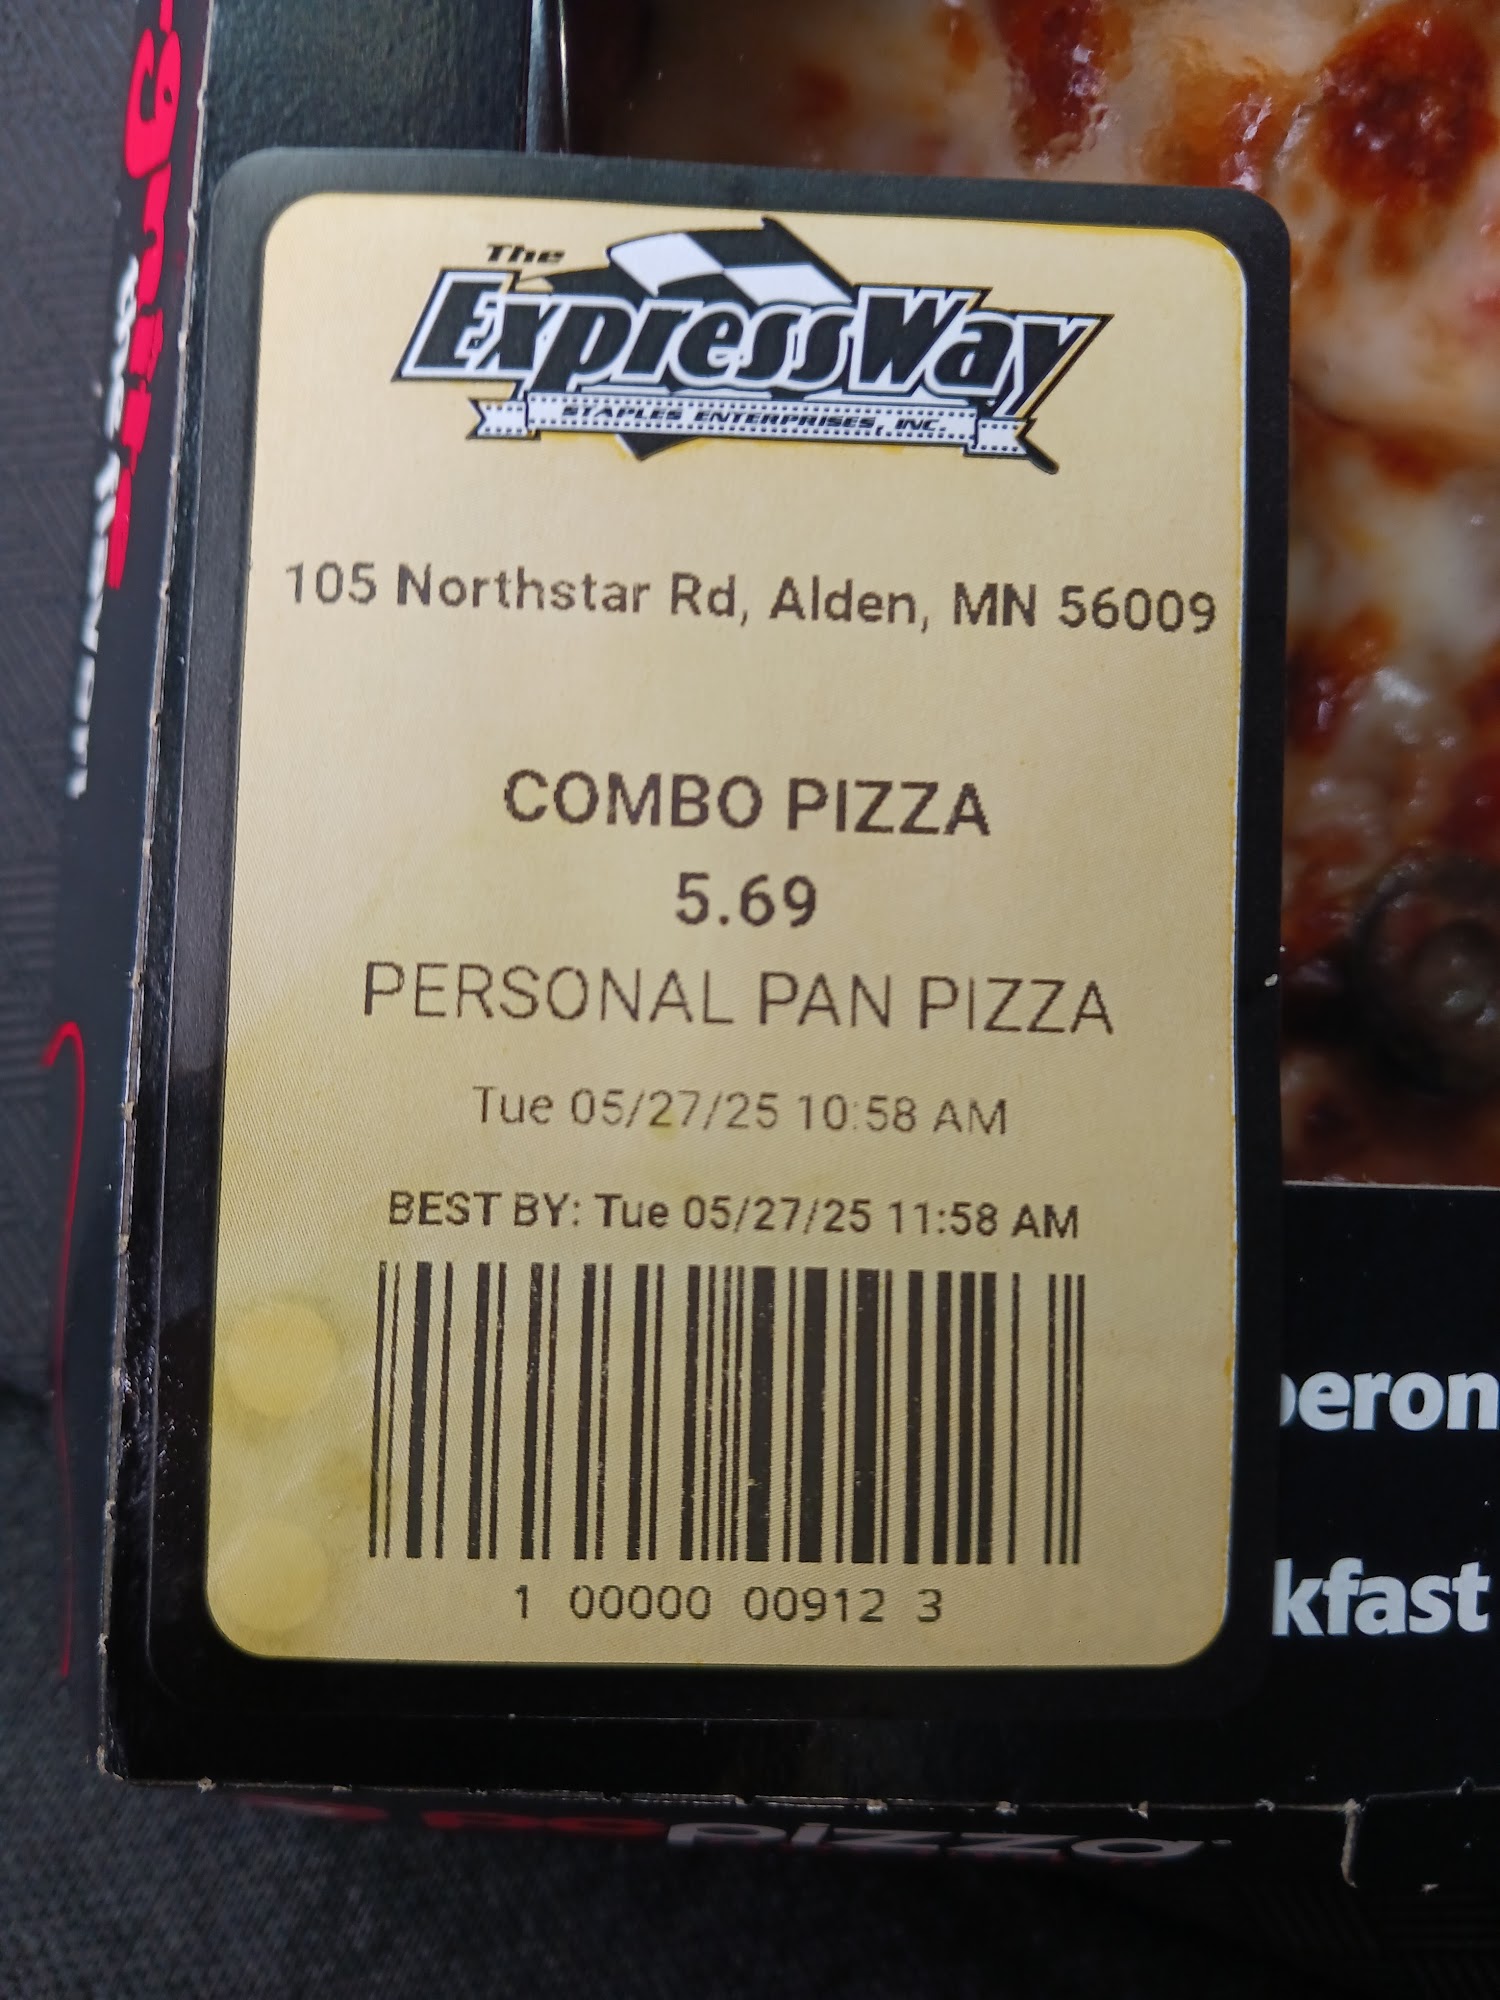 The
ExpressWay
STAPLES ENTERPRISES, INC.
105 Northstar Rd, Alden, MN 56009
COMBO PIZZA
5.69
PERSONAL PAN PIZZA
Tue 05/27/25 10:58 AM
BEST BY: Tue 05/27/25 11:58 AM
1 00000 00912 3
peron
kfast
pizza